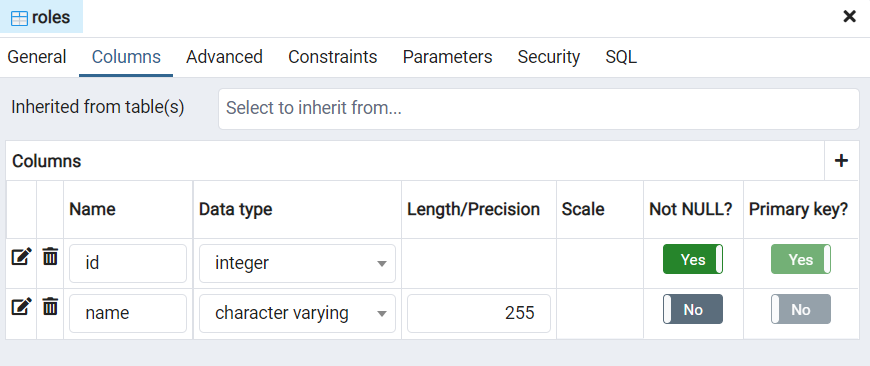 roles
General Columns Advanced Constraints Parameters Security SQL
Inherited from table(s) Select to inherit from...
Columns
Name Data type Length/Precision Scale Not NULL? Primary key?
id integer Yes Yes
name character varying 255 No No